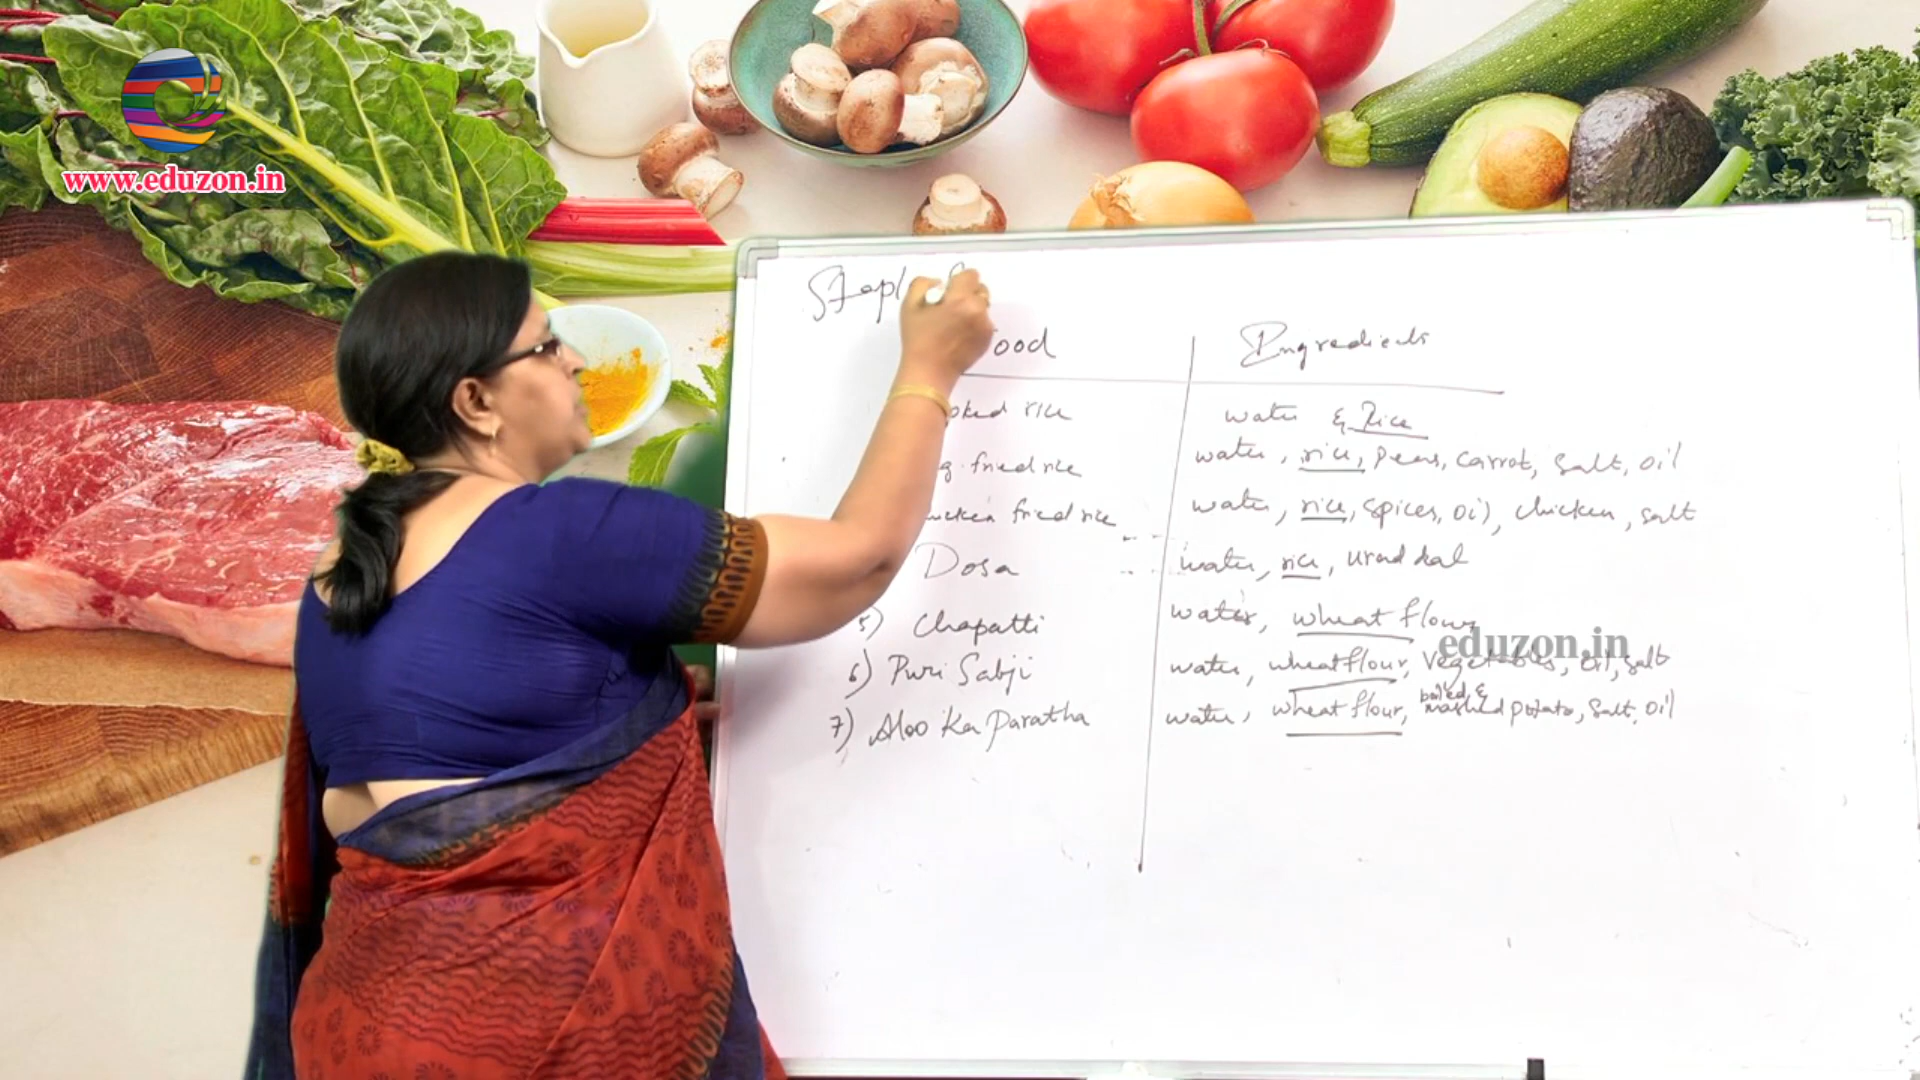 www.eduzon.in
Stapl
ood Ingredients
oked rice water & Rice
g. fried rice water, rice, peas, carrot, salt, oil
icken fried rice water, rice, spices, oil, chicken, salt
Dosa water, rice, urad dal
5) Chapatti water, wheat flour
eduzon.in
6) Puri Sabji water, wheat flour, vegetables, oil, salt
7) Aloo Ka Paratha water, wheat flour, boiled & mashed potato, salt, oil